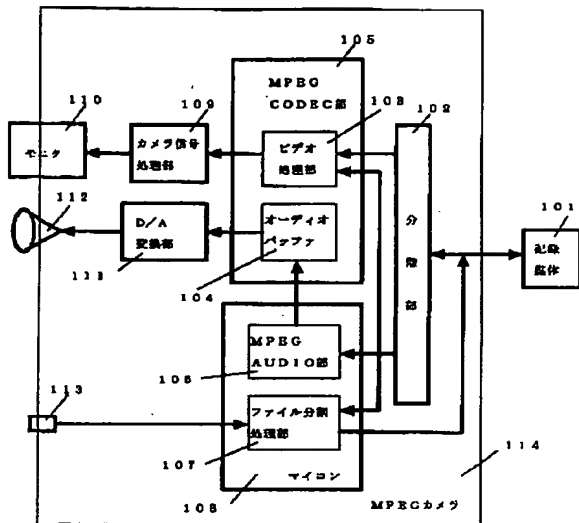 105
110
109
MPEG
CODEC部
103
102
モニタ
カメラ信号
処理部
ビデオ
処理部
112
D/A
変換部
オーディオ
バッファ
分離部
101
記録
媒体
111
104
MPEG
AUDIO部
106
113
ファイル分割
処理部
107
マイコン
108
114
MPEGカメラ